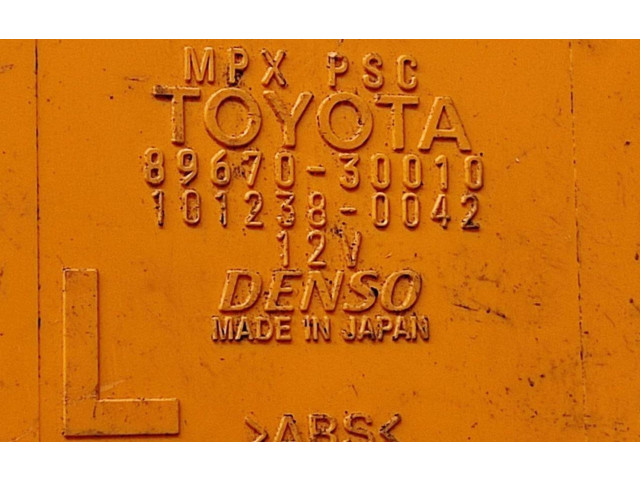 MPX PSC
TOYOTA
89670-30010
101238-0042
12V
DENSO
MADE IN JAPAN
L
>ABS<